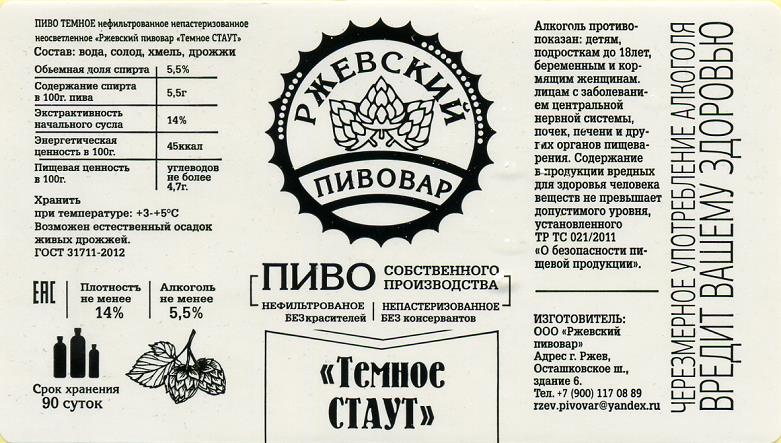 ПИВО ТЕМНОЕ нефильтрованное непастеризованное
неосветленное «Ржевский пивовар «Темное СТАУТ»
Состав: вода, солод, хмель, дрожжи
Обьемная доля спирта 5,5%
Содержание спирта
в 100г. пива 5,5г
Экстрактивность
начального сусла 14%
Энергетическая
ценность в 100г. 45ккал
Пищевая ценность
в 100г. углеводов
не более
4,7г.
Хранить
при температуре: +3-+5°С
Возможен естественный осадок
живых дрожжей.
ГОСТ 31711-2012
ЕАС
Плотность
не менее
14%
Алкоголь
не менее
5,5%
Срок хранения
90 суток
РЖЕВСКИЙ
ПИВОВАР
ПИВО СОБСТВЕННОГО
ПРОИЗВОДСТВА
НЕФИЛЬТРОВАНОЕ
БЕЗкрасителей
НЕПАСТЕРИЗОВАННОЕ
БЕЗ консервантов
«Темное
СТАУТ»
Алкоголь противо-
показан: детям,
подросткам до 18лет,
беременным и кор-
мящим женщинам.
лицам с заболевани-
ем центральной
нервной системы,
почек, печени и дру-
гих органов пищева-
рения. Содержание
в продукции вредных
для здоровья человека
веществ не превышает
допустимого уровня,
установленного
ТР ТС 021/2011
«О безопасности пи-
щевой продукции».
ИЗГОТОВИТЕЛЬ:
ООО «Ржевский
пивовар»
Адрес г. Ржев,
Осташковское ш.,
здание 6.
Тел. +7 (900) 117 08 89
rzev.pivovar@yandex.ru
ЧЕРЕЗМЕРНОЕ УПОТРЕБЛЕНИЕ АЛКОГОЛЯ
ВРЕДИТ ВАШЕМУ ЗДОРОВЬЮ